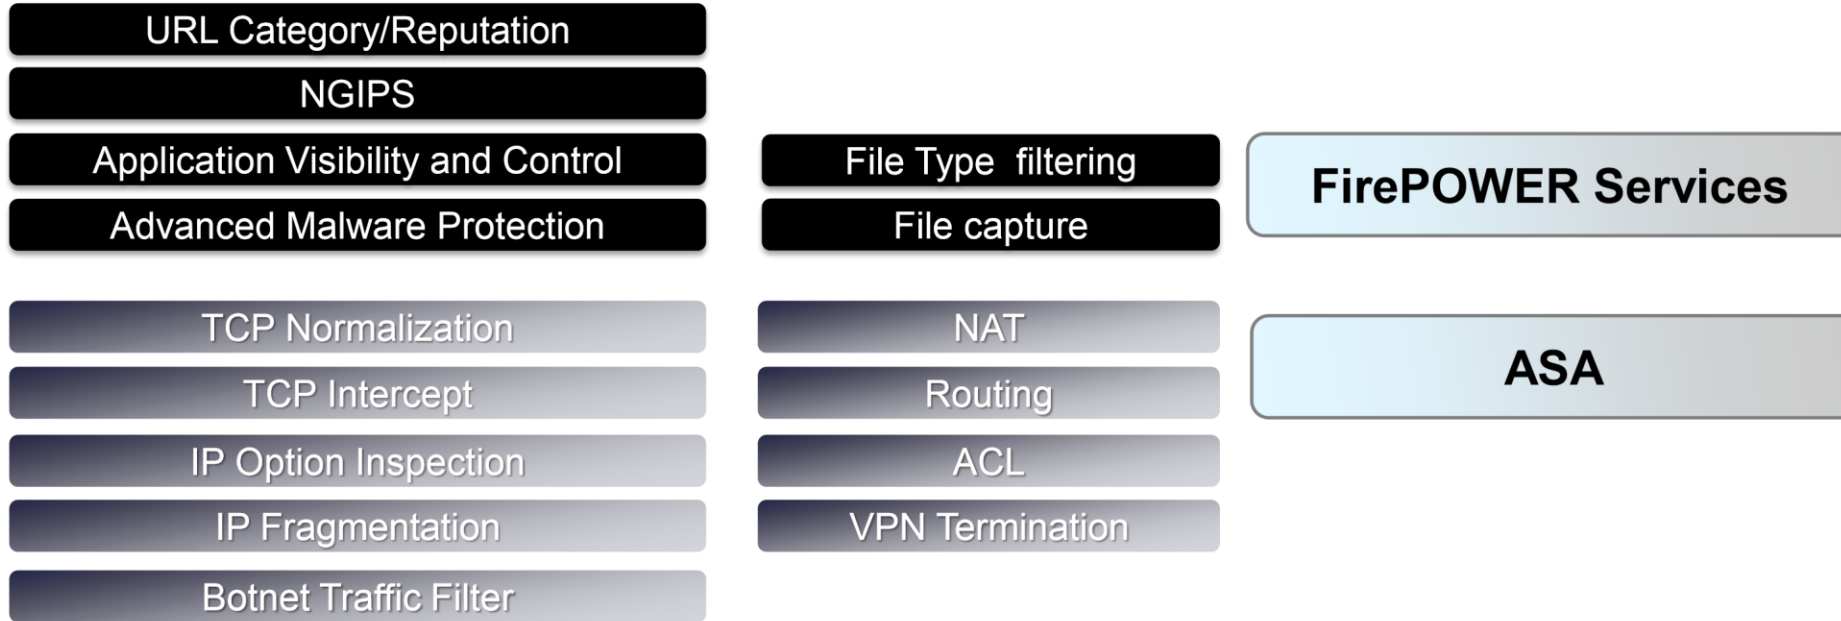 URL Category/Reputation
NGIPS
Application Visibility and Control
Advanced Malware Protection
File Type filtering
File capture
FirePOWER Services
TCP Normalization
TCP Intercept
IP Option Inspection
IP Fragmentation
Botnet Traffic Filter
NAT
Routing
ACL
VPN Termination
ASA